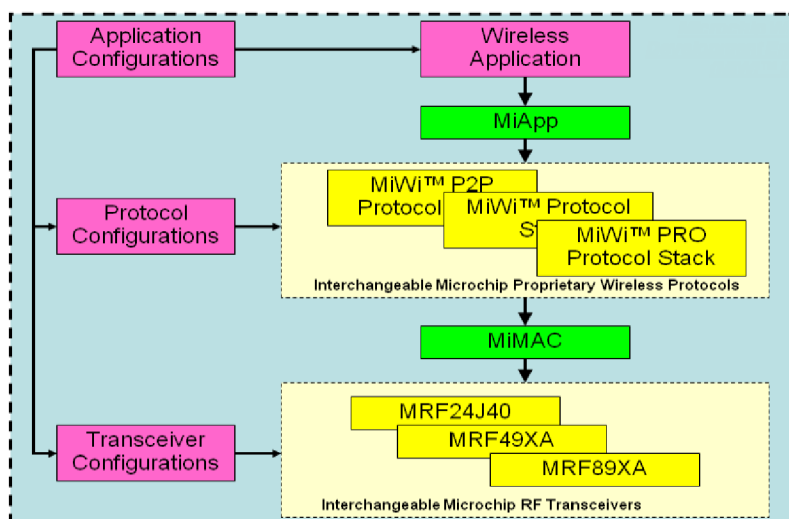 Application
Configurations
Wireless
Application
MiApp
MiWi™ P2P
Protocol
MiWi™ Protocol
MiWi™ PRO
Protocol Stack
Protocol
Configurations
Interchangeable Microchip Proprietary Wireless Protocols
MiMAC
MRF24J40
MRF49XA
MRF89XA
Transceiver
Configurations
Interchangeable Microchip RF Transceivers